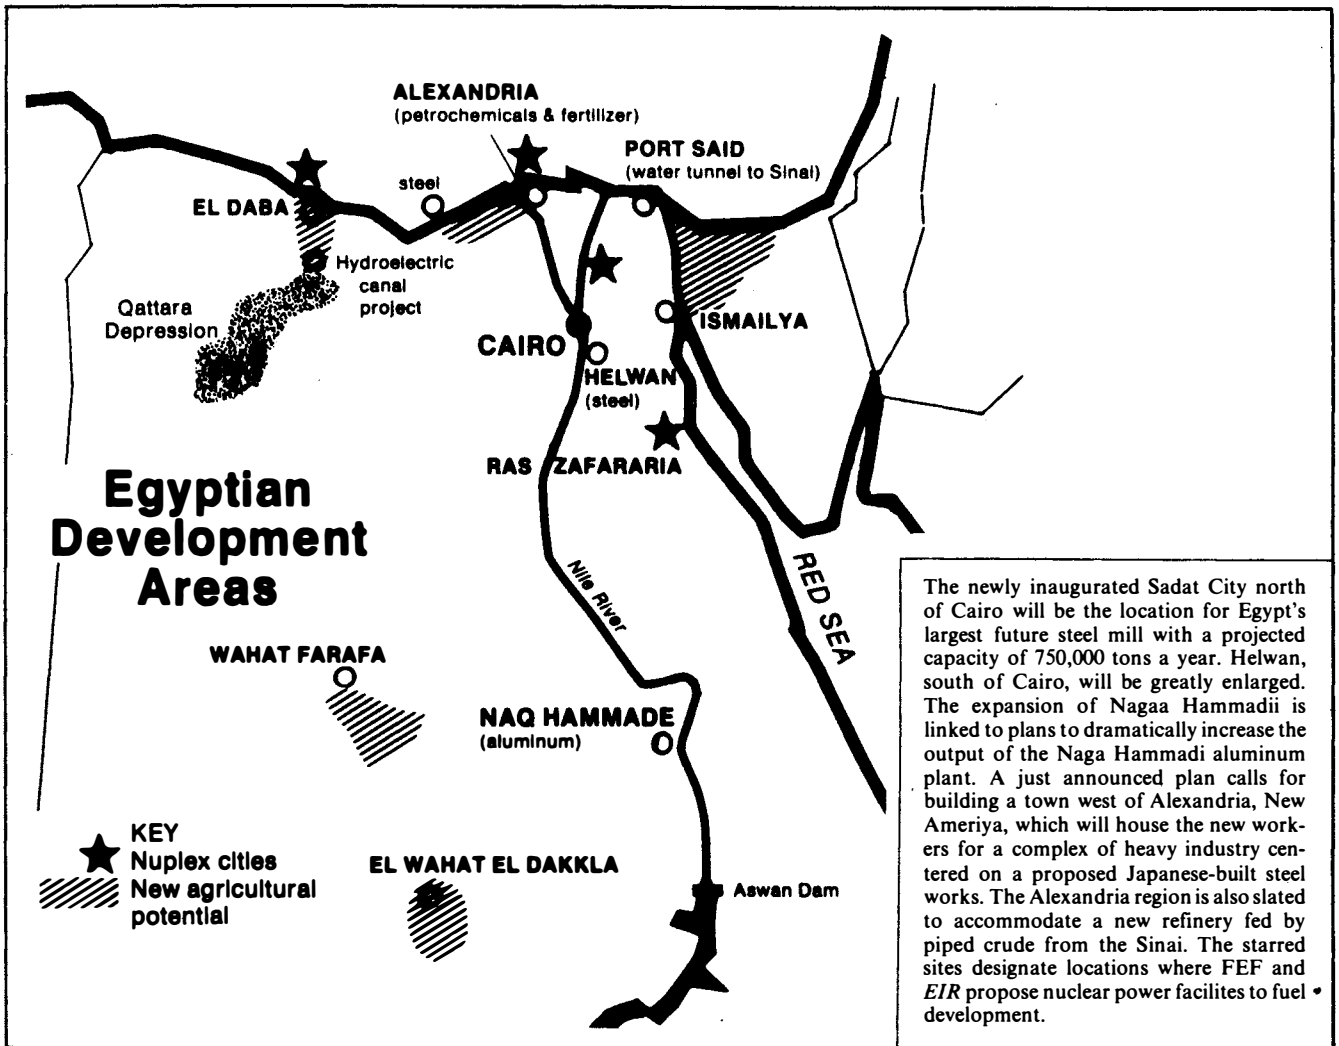 ALEXANDRIA
(petrochemicals & fertilizer)
PORT SAID
(water tunnel to Sinai)
steel
EL DABA
Hydroelectric
canal
project
Qattara
Depression
CAIRO
ISMAILYA
HELWAN
(steel)
RAS ZAFARARIA
Egyptian
Development
Areas
Nile River
RED SEA
WAHAT FARAFA
NAQ HAMMADE
(aluminum)
KEY
Nuplex cities
New agricultural
potential
EL WAHAT EL DAKKLA
Aswan Dam
The newly inaugurated Sadat City north
of Cairo will be the location for Egypt's
largest future steel mill with a projected
capacity of 750,000 tons a year. Helwan,
south of Cairo, will be greatly enlarged.
The expansion of Nagaa Hammadii is
linked to plans to dramatically increase the
output of the Naga Hammadi aluminum
plant. A just announced plan calls for
building a town west of Alexandria, New
Ameriya, which will house the new work-
ers for a complex of heavy industry cen-
tered on a proposed Japanese-built steel
works. The Alexandria region is also slated
to accommodate a new refinery fed by
piped crude from the Sinai. The starred
sites designate locations where FEF and
EIR propose nuclear power facilites to fuel
development.